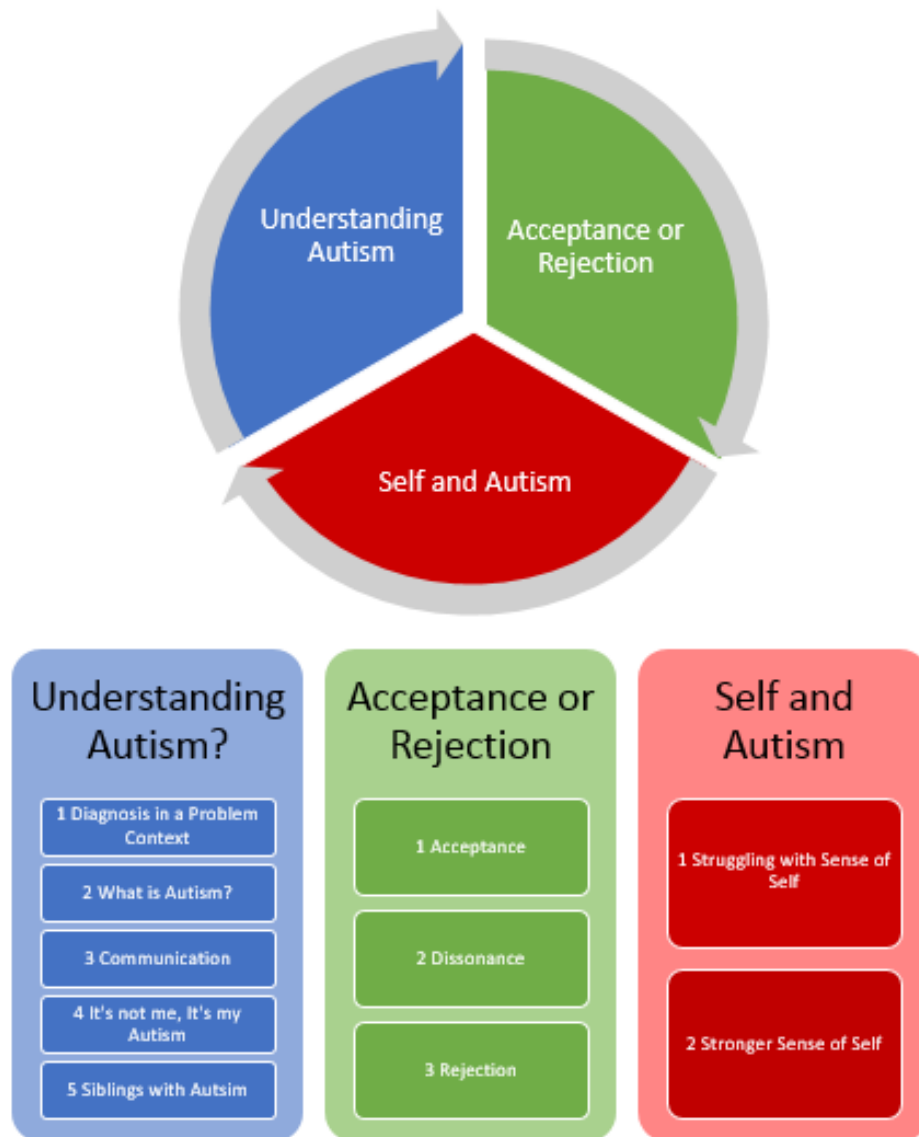 Understanding
Autism
Acceptance or
Rejection
Self and Autism
Understanding
Autism?
1 Diagnosis in a Problem
Context
2 What is Autism?
3 Communication
4 It's not me, It's my
Autism
5 Siblings with Autsim
Acceptance or
Rejection
1 Acceptance
2 Dissonance
3 Rejection
Self and
Autism
1 Struggling with Sense of
Self
2 Stronger Sense of Self